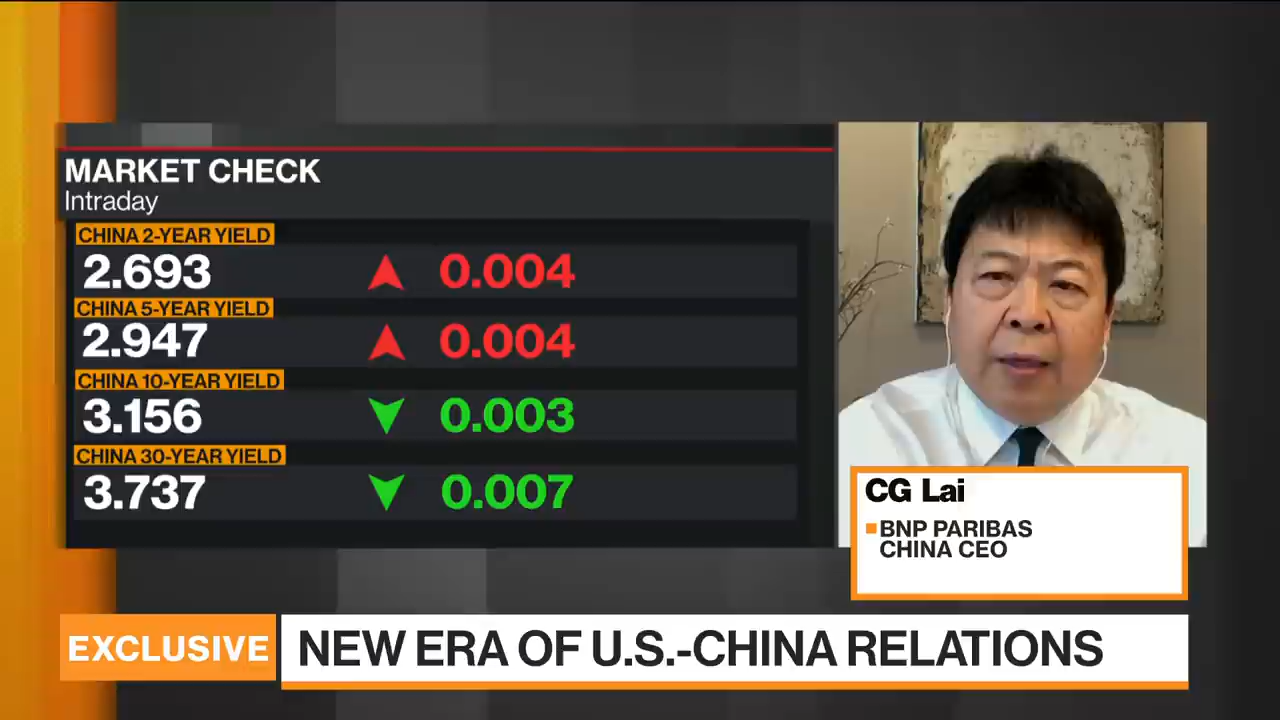 MARKET CHECK
Intraday
CHINA 2-YEAR YIELD
2.693 0.004
CHINA 5-YEAR YIELD
2.947 0.004
CHINA 10-YEAR YIELD
3.156 0.003
CHINA 30-YEAR YIELD
3.737 0.007
CG Lai
BNP PARIBAS
CHINA CEO
EXCLUSIVE NEW ERA OF U.S.-CHINA RELATIONS